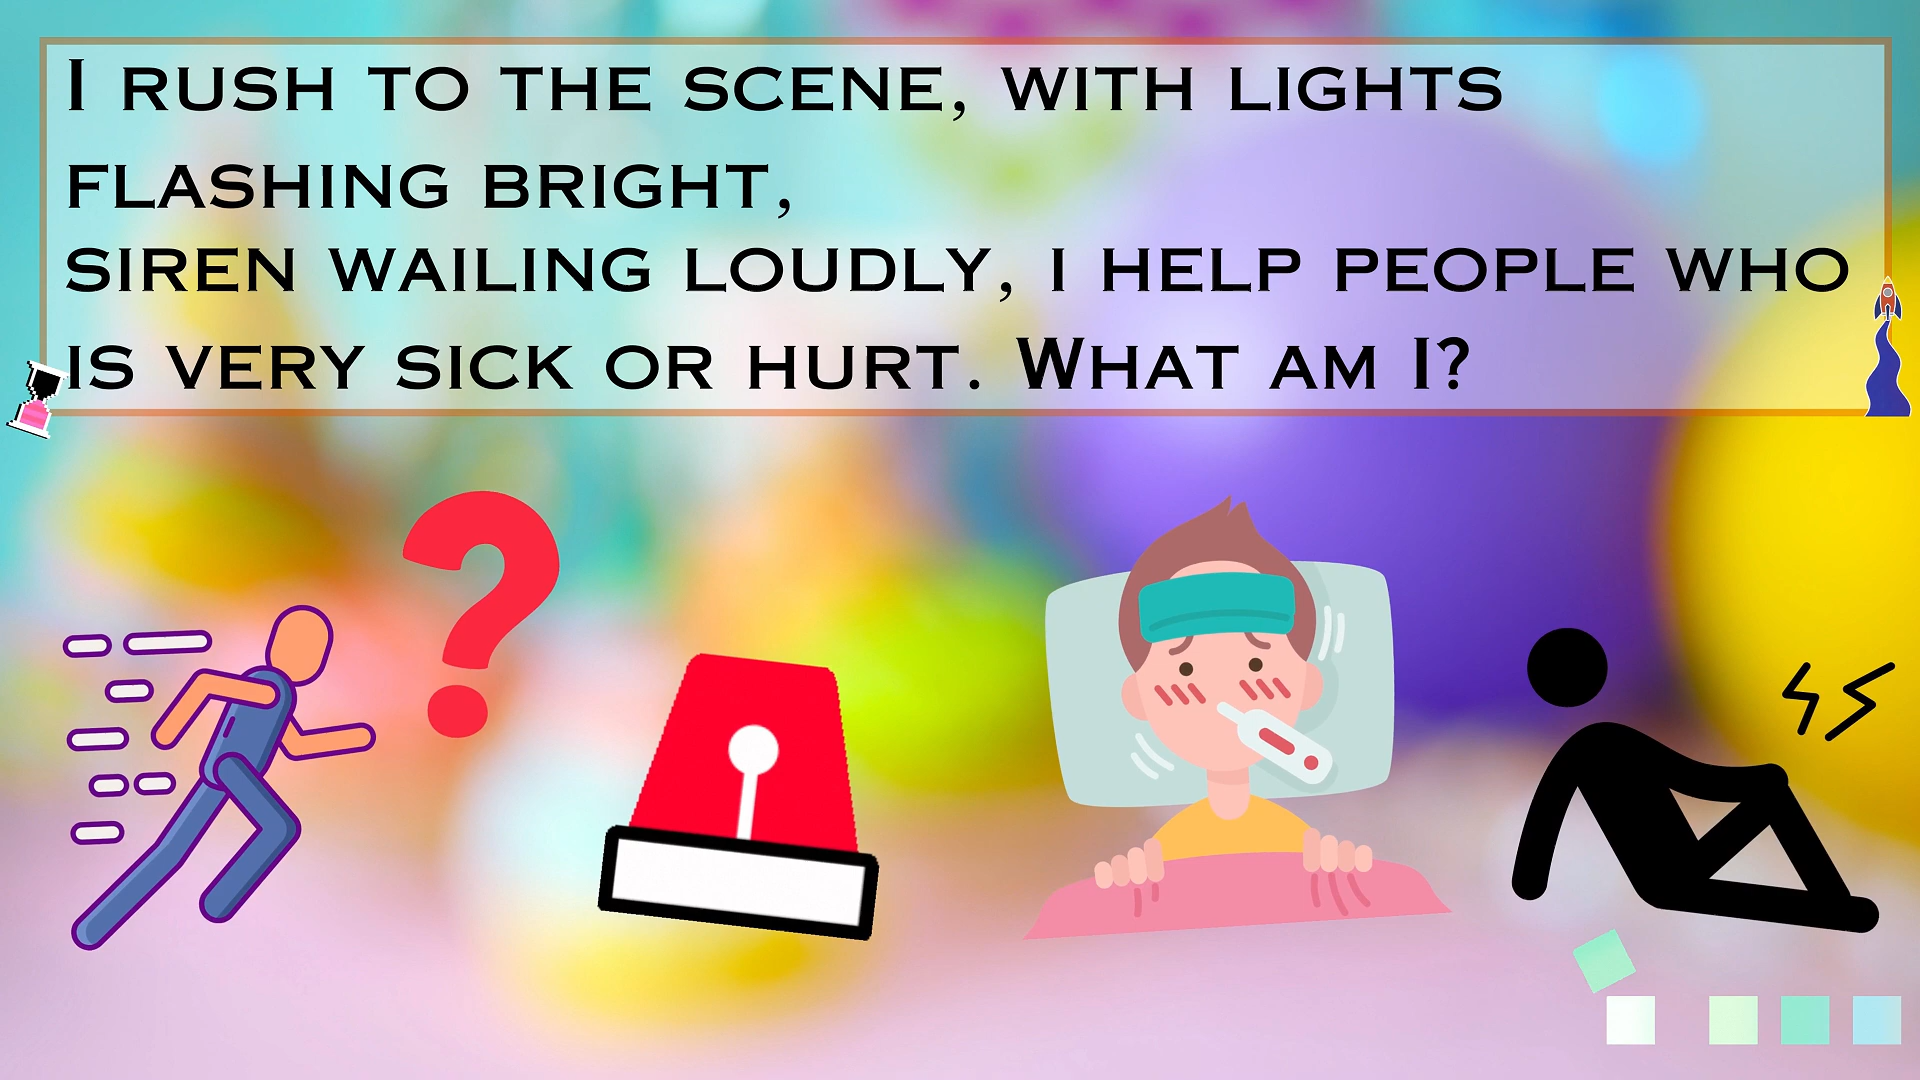 I rush to the scene, with lights
flashing bright,
siren wailing loudly, i help people who
is very sick or hurt. What am I?
?